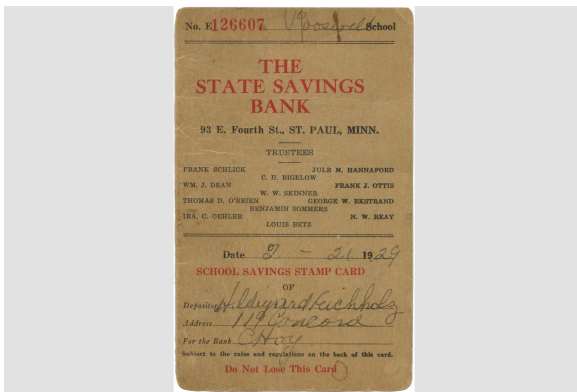 No. E126607. Roosevelt School
THE
STATE SAVINGS
BANK
93 E. Fourth St., ST. PAUL, MINN.
TRUSTEES
FRANK SCHLICK JULE M. HANNAFORD
C. H. BIGELOW
WM. J. DEAN FRANK J. OTTIS
W. W. SKINNER
THOMAS D. O'BRIEN GEORGE W. EKSTRAND
BENJAMIN SOMMERS
IRA. C. OEHLER N. W. REAY
LOUIS BETZ
Date 2 - 21 1929
SCHOOL SAVINGS STAMP CARD
OF
Depositor Hildegard Eichholz
Address 119 Concord
For the Bank
Subject to the rules and regulations on the back of this card.
Do Not Lose This Card